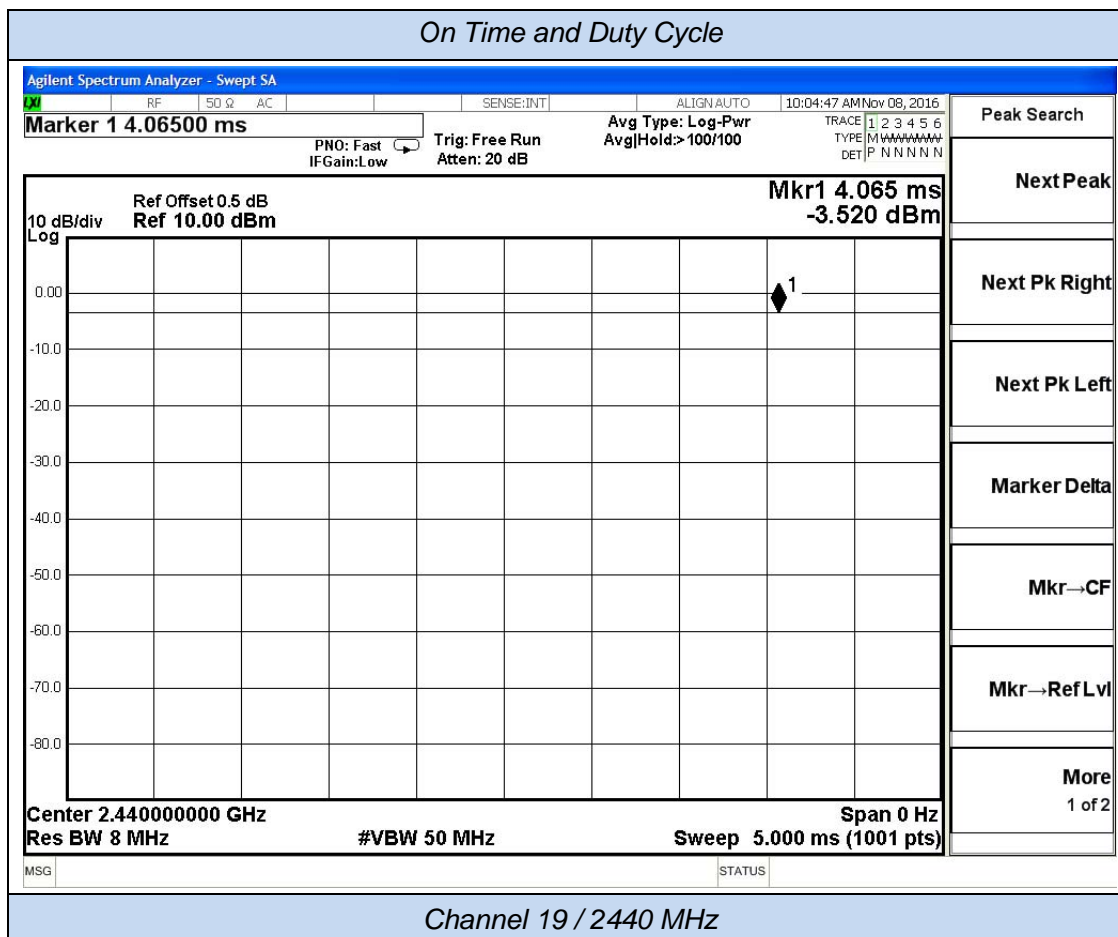 On Time and Duty Cycle
Agilent Spectrum Analyzer - Swept SA
LXI RF 50 Ω AC SENSE:INT ALIGN AUTO 10:04:47 AM Nov 08, 2016
Marker 1 4.06500 ms
PNO: Fast
IFGain:Low
Trig: Free Run
Atten: 20 dB
Avg Type: Log-Pwr
Avg|Hold:>100/100
TRACE 1 2 3 4 5 6
TYPE M W W W W W
DET P N N N N N
Ref Offset 0.5 dB
10 dB/div Ref 10.00 dBm
Log
Mkr1 4.065 ms
-3.520 dBm
1
0.00
-10.0
-20.0
-30.0
-40.0
-50.0
-60.0
-70.0
-80.0
Center 2.440000000 GHz Span 0 Hz
Res BW 8 MHz #VBW 50 MHz Sweep 5.000 ms (1001 pts)
MSG STATUS
Peak Search
Next Peak
Next Pk Right
Next Pk Left
Marker Delta
Mkr→CF
Mkr→Ref Lvl
More
1 of 2
Channel 19 / 2440 MHz